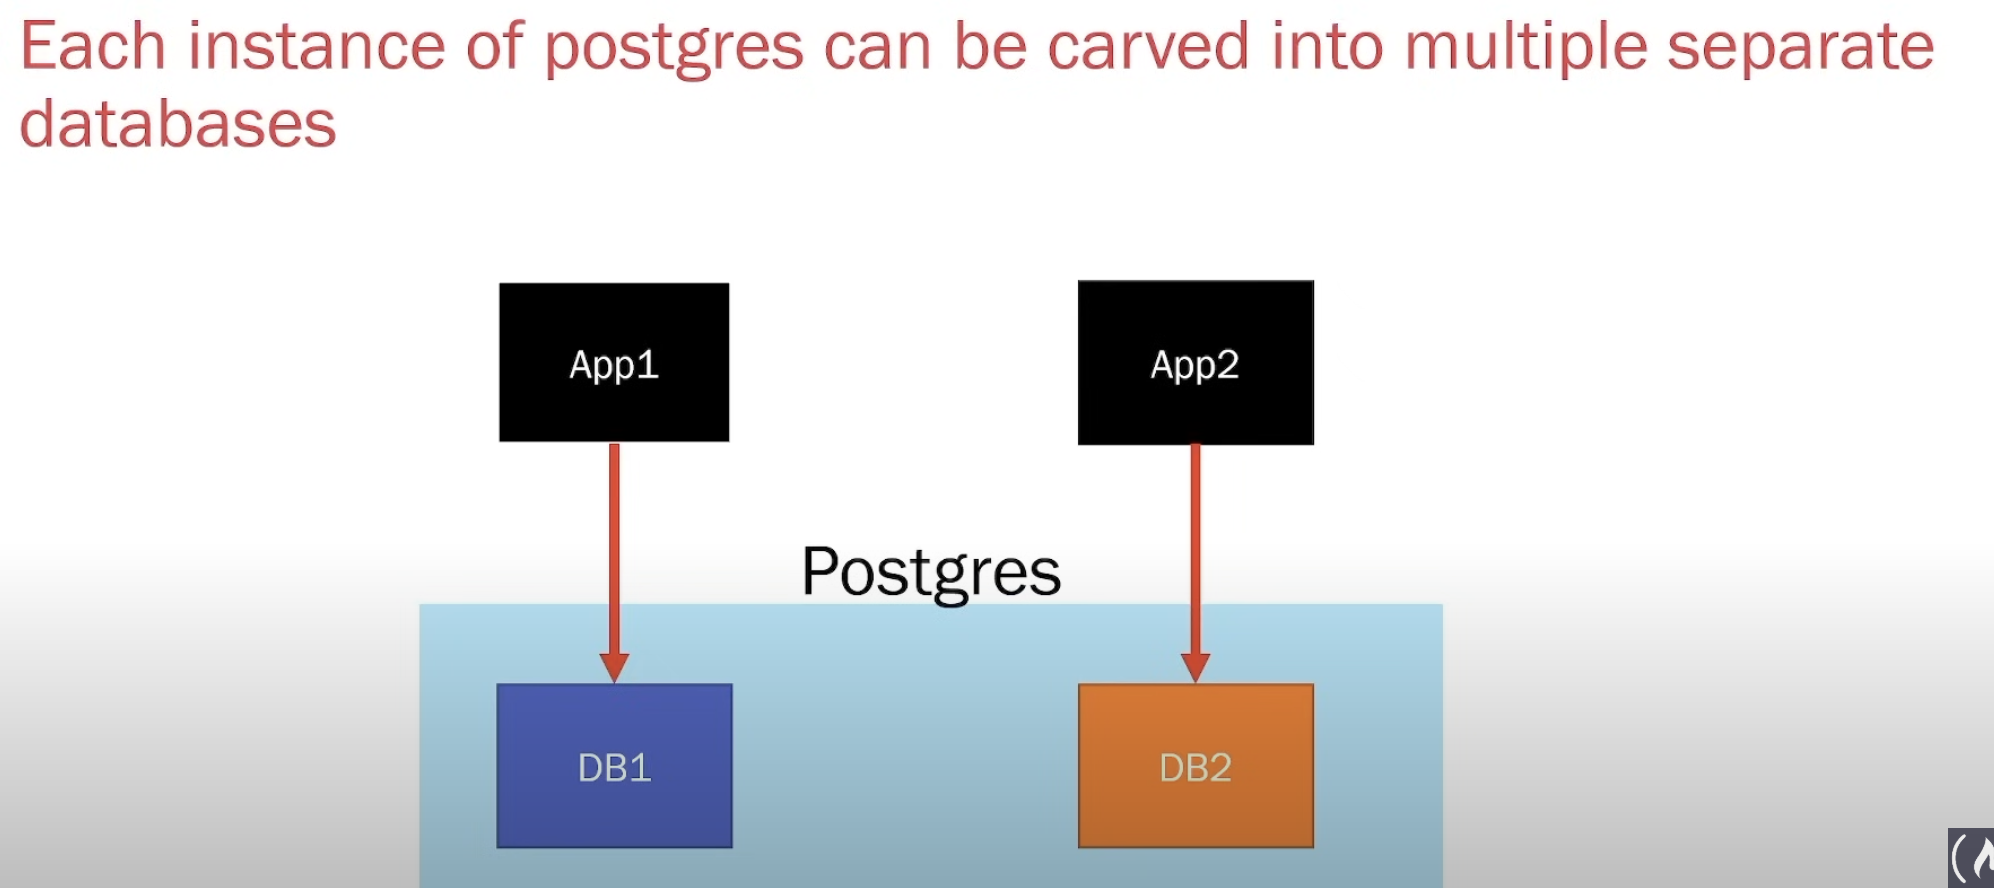 Each instance of postgres can be carved into multiple separate
databases
App1
App2
Postgres
DB1
DB2